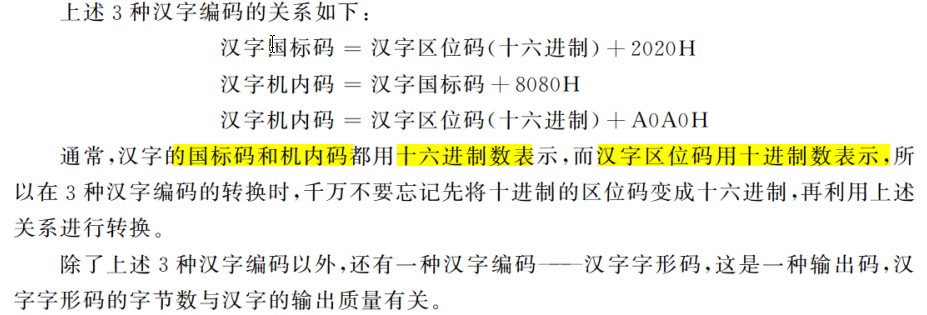 上述 3 种汉字编码的关系如下：
汉字国标码 = 汉字区位码(十六进制)＋2020H
汉字机内码 = 汉字国标码＋8080H
汉字机内码 = 汉字区位码(十六进制)＋A0A0H
通常,汉字的国标码和机内码都用十六进制数表示,而汉字区位码用十进制数表示,所
以在 3 种汉字编码的转换时,千万不要忘记先将十进制的区位码变成十六进制,再利用上述
关系进行转换。
除了上述 3 种汉字编码以外,还有一种汉字编码——汉字字形码,这是一种输出码,汉
字字形码的字节数与汉字的输出质量有关。